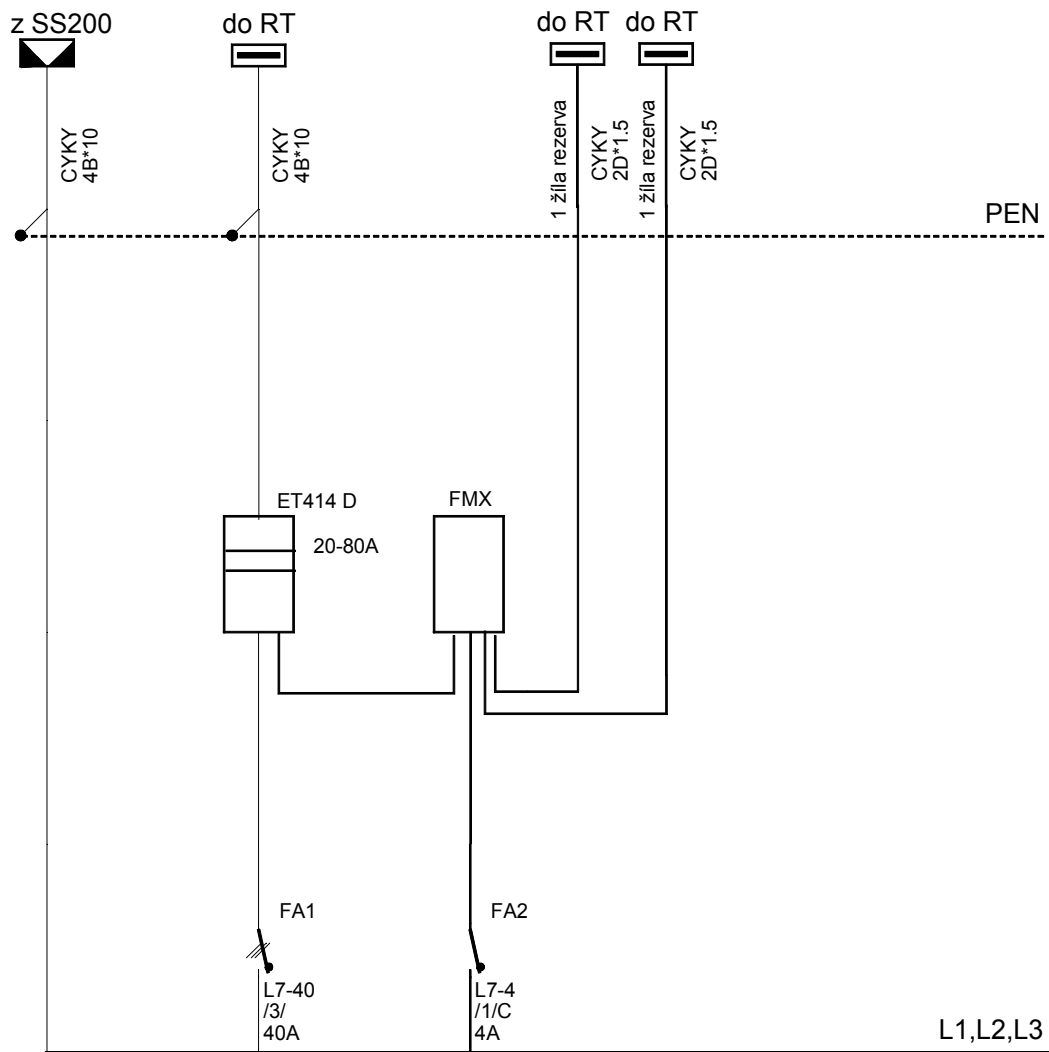 z SS200
do RT
do RT
do RT
CYKY
4B*10
CYKY
4B*10
1 žíla rezerva
CYKY
2D*1.5
1 žíla rezerva
CYKY
2D*1.5
PEN
ET414 D
20-80A
FMX
FA1
L7-40
/3/
40A
FA2
L7-4
/1/C
4A
L1,L2,L3